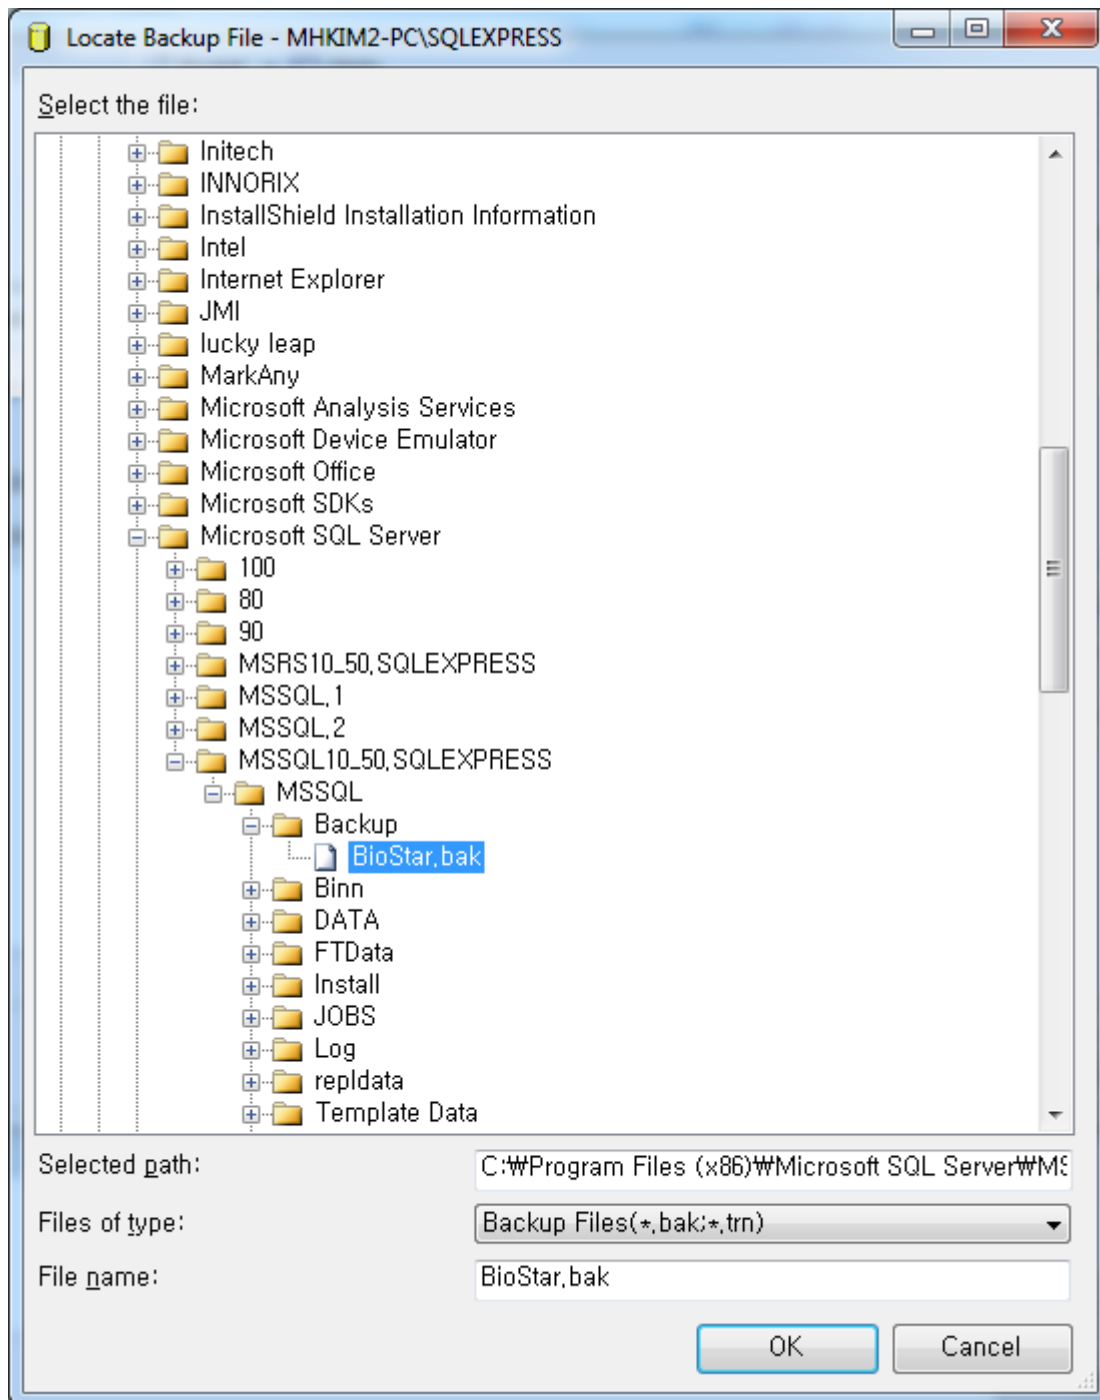 Locate Backup File - MHKIM2-PC\SQLEXPRESS
Select the file:
Initech
INNORIX
InstallShield Installation Information
Intel
Internet Explorer
JMI
lucky leap
MarkAny
Microsoft Analysis Services
Microsoft Device Emulator
Microsoft Office
Microsoft SDKs
Microsoft SQL Server
100
80
90
MSRS10_50.SQLEXPRESS
MSSQL.1
MSSQL.2
MSSQL10_50.SQLEXPRESS
MSSQL
Backup
BioStar.bak
Binn
DATA
FTData
Install
JOBS
Log
repldata
Template Data
Selected path: C:₩Program Files (x86)₩Microsoft SQL Server₩MS
Files of type: Backup Files(*.bak;*.trn)
File name: BioStar.bak
OK Cancel